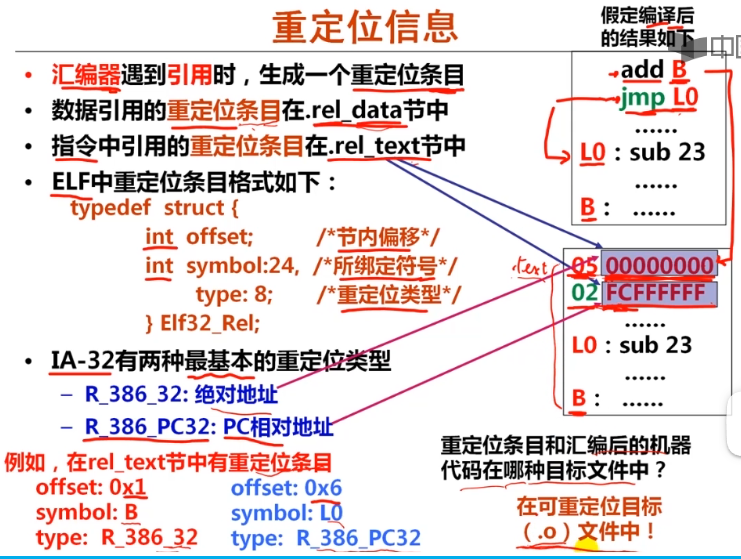 重定位信息
• 汇编器遇到引用时，生成一个重定位条目
• 数据引用的重定位条目在.rel_data节中
• 指令中引用的重定位条目在.rel_text节中
• ELF中重定位条目格式如下：
typedef struct {
int offset; /*节内偏移*/
int symbol:24, /*所绑定符号*/
type: 8; /*重定位类型*/
} Elf32_Rel;
• IA-32有两种最基本的重定位类型
– R_386_32: 绝对地址
– R_386_PC32: PC相对地址
例如，在rel_text节中有重定位条目
offset: 0x1 offset: 0x6
symbol: B symbol: L0
type: R_386_32 type: R_386_PC32
假定编译后
的结果如下
add B
jmp L0
……
L0：sub 23
……
B： ……
text
05 00000000
02 FCFFFFFF
……
L0：sub 23
……
B： ……
重定位条目和汇编后的机器
代码在哪种目标文件中？
在可重定位目标
（.o）文件中！